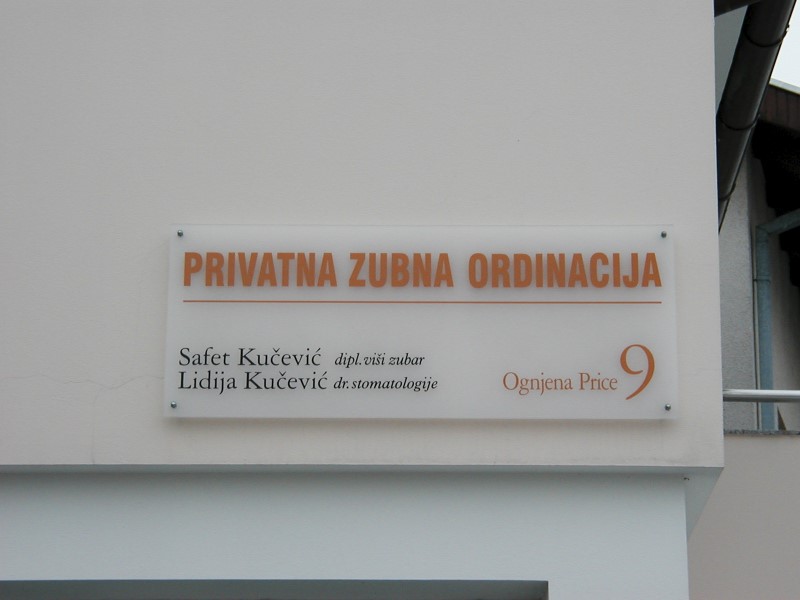 PRIVATNA ZUBNA ORDINACIJA
Safet Kučević dipl. viši zubar
Lidija Kučević dr. stomatologije
Ognjena Price 9